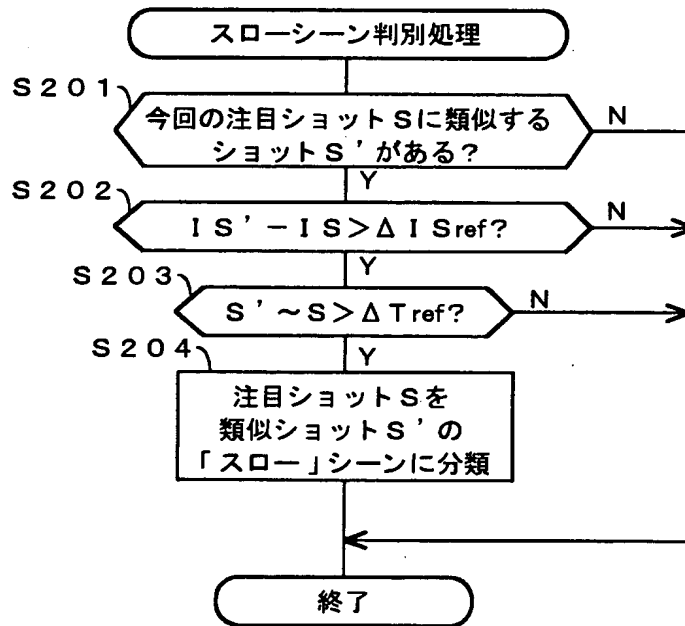 スローシーン判別処理
S201
今回の注目ショットSに類似する
ショットS'がある?
N
Y
S202
IS'-IS>ΔISref?
N
Y
S203
S'~S>ΔTref?
N
Y
S204
注目ショットSを
類似ショットS'の
「スロー」シーンに分類
終了